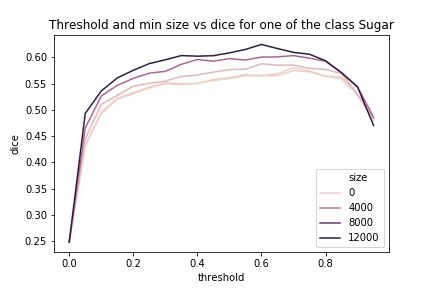 Threshold and min size vs dice for one of the class Sugar
0.60
0.55
0.50
0.45
0.40
0.35
0.30
0.25
dice
size
0
4000
8000
12000
0.0 0.2 0.4 0.6 0.8
threshold